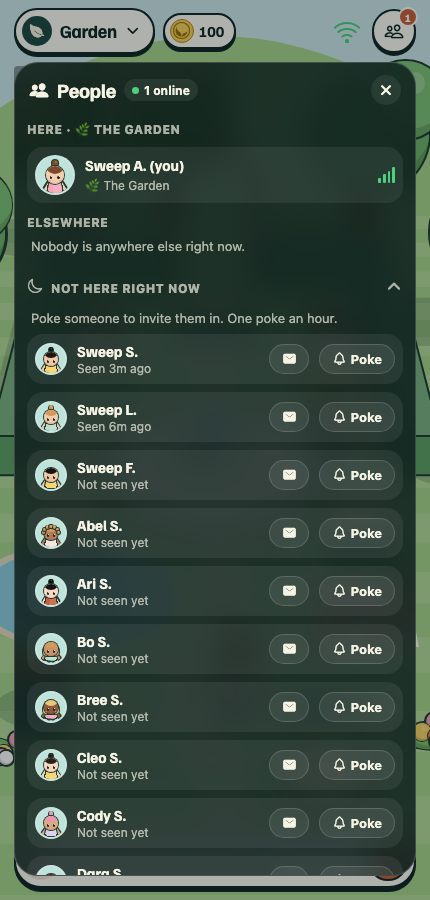 Garden
100
1
People
1 online
HERE · THE GARDEN
Sweep A. (you)
The Garden
ELSEWHERE
Nobody is anywhere else right now.
NOT HERE RIGHT NOW
Poke someone to invite them in. One poke an hour.
Sweep S.
Seen 3m ago
Poke
Sweep L.
Seen 6m ago
Poke
Sweep F.
Not seen yet
Poke
Abel S.
Not seen yet
Poke
Ari S.
Not seen yet
Poke
Bo S.
Not seen yet
Poke
Bree S.
Not seen yet
Poke
Cleo S.
Not seen yet
Poke
Cody S.
Not seen yet
Poke